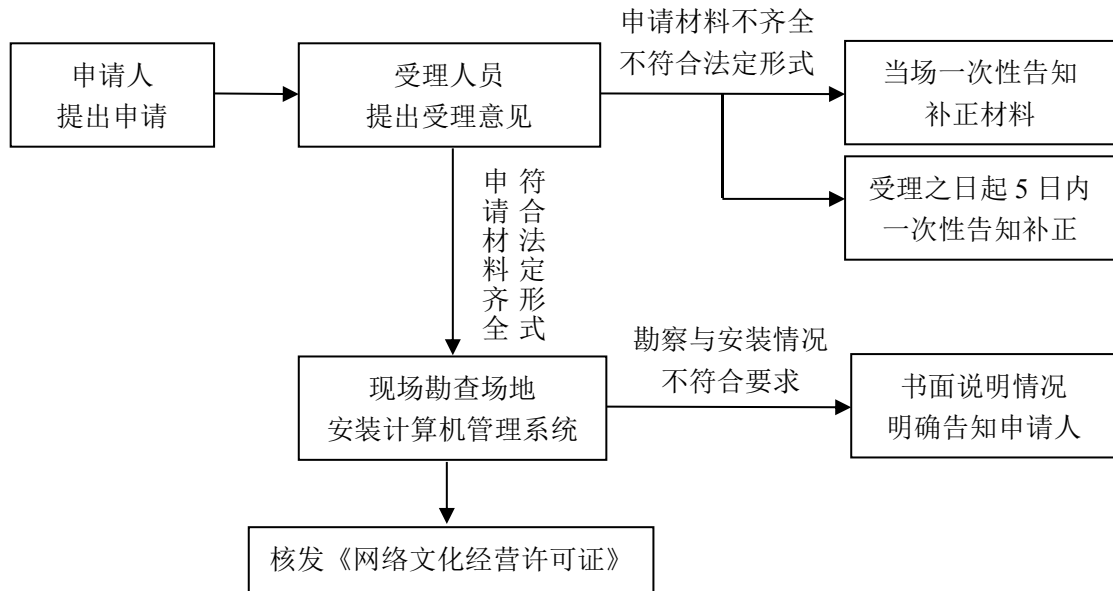 申请人
提出申请
受理人员
提出受理意见
申请材料不齐全
不符合法定形式
当场一次性告知
补正材料
受理之日起 5 日内
一次性告知补正
申请材料齐全
符合法定形式
现场勘查场地
安装计算机管理系统
勘察与安装情况
不符合要求
书面说明情况
明确告知申请人
核发《网络文化经营许可证》